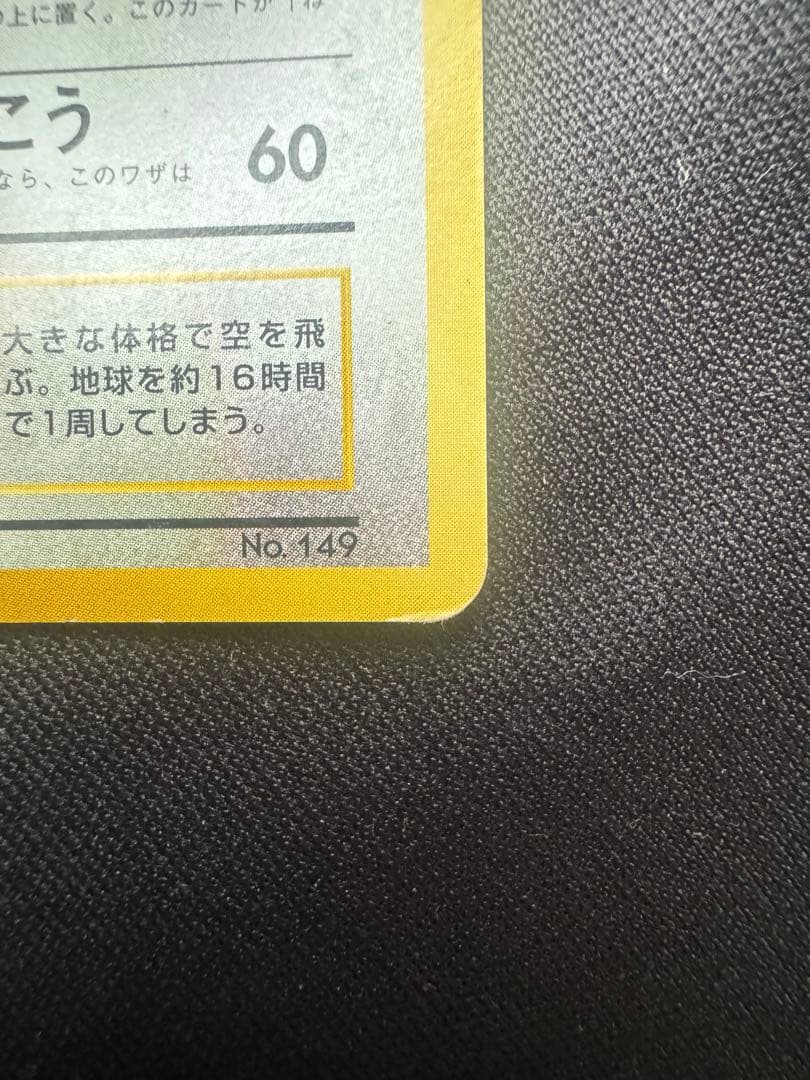 上に置く。このカードが「ね
こう
60
なら、このワザは
大きな体格で空を飛
ぶ。地球を約16時間
で1周してしまう。
No. 149